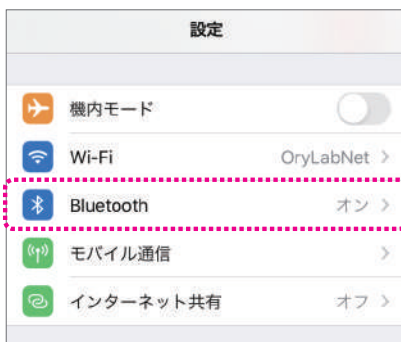 設定
機内モード
Wi-Fi OryLabNet
Bluetooth オン
モバイル通信
インターネット共有 オフ